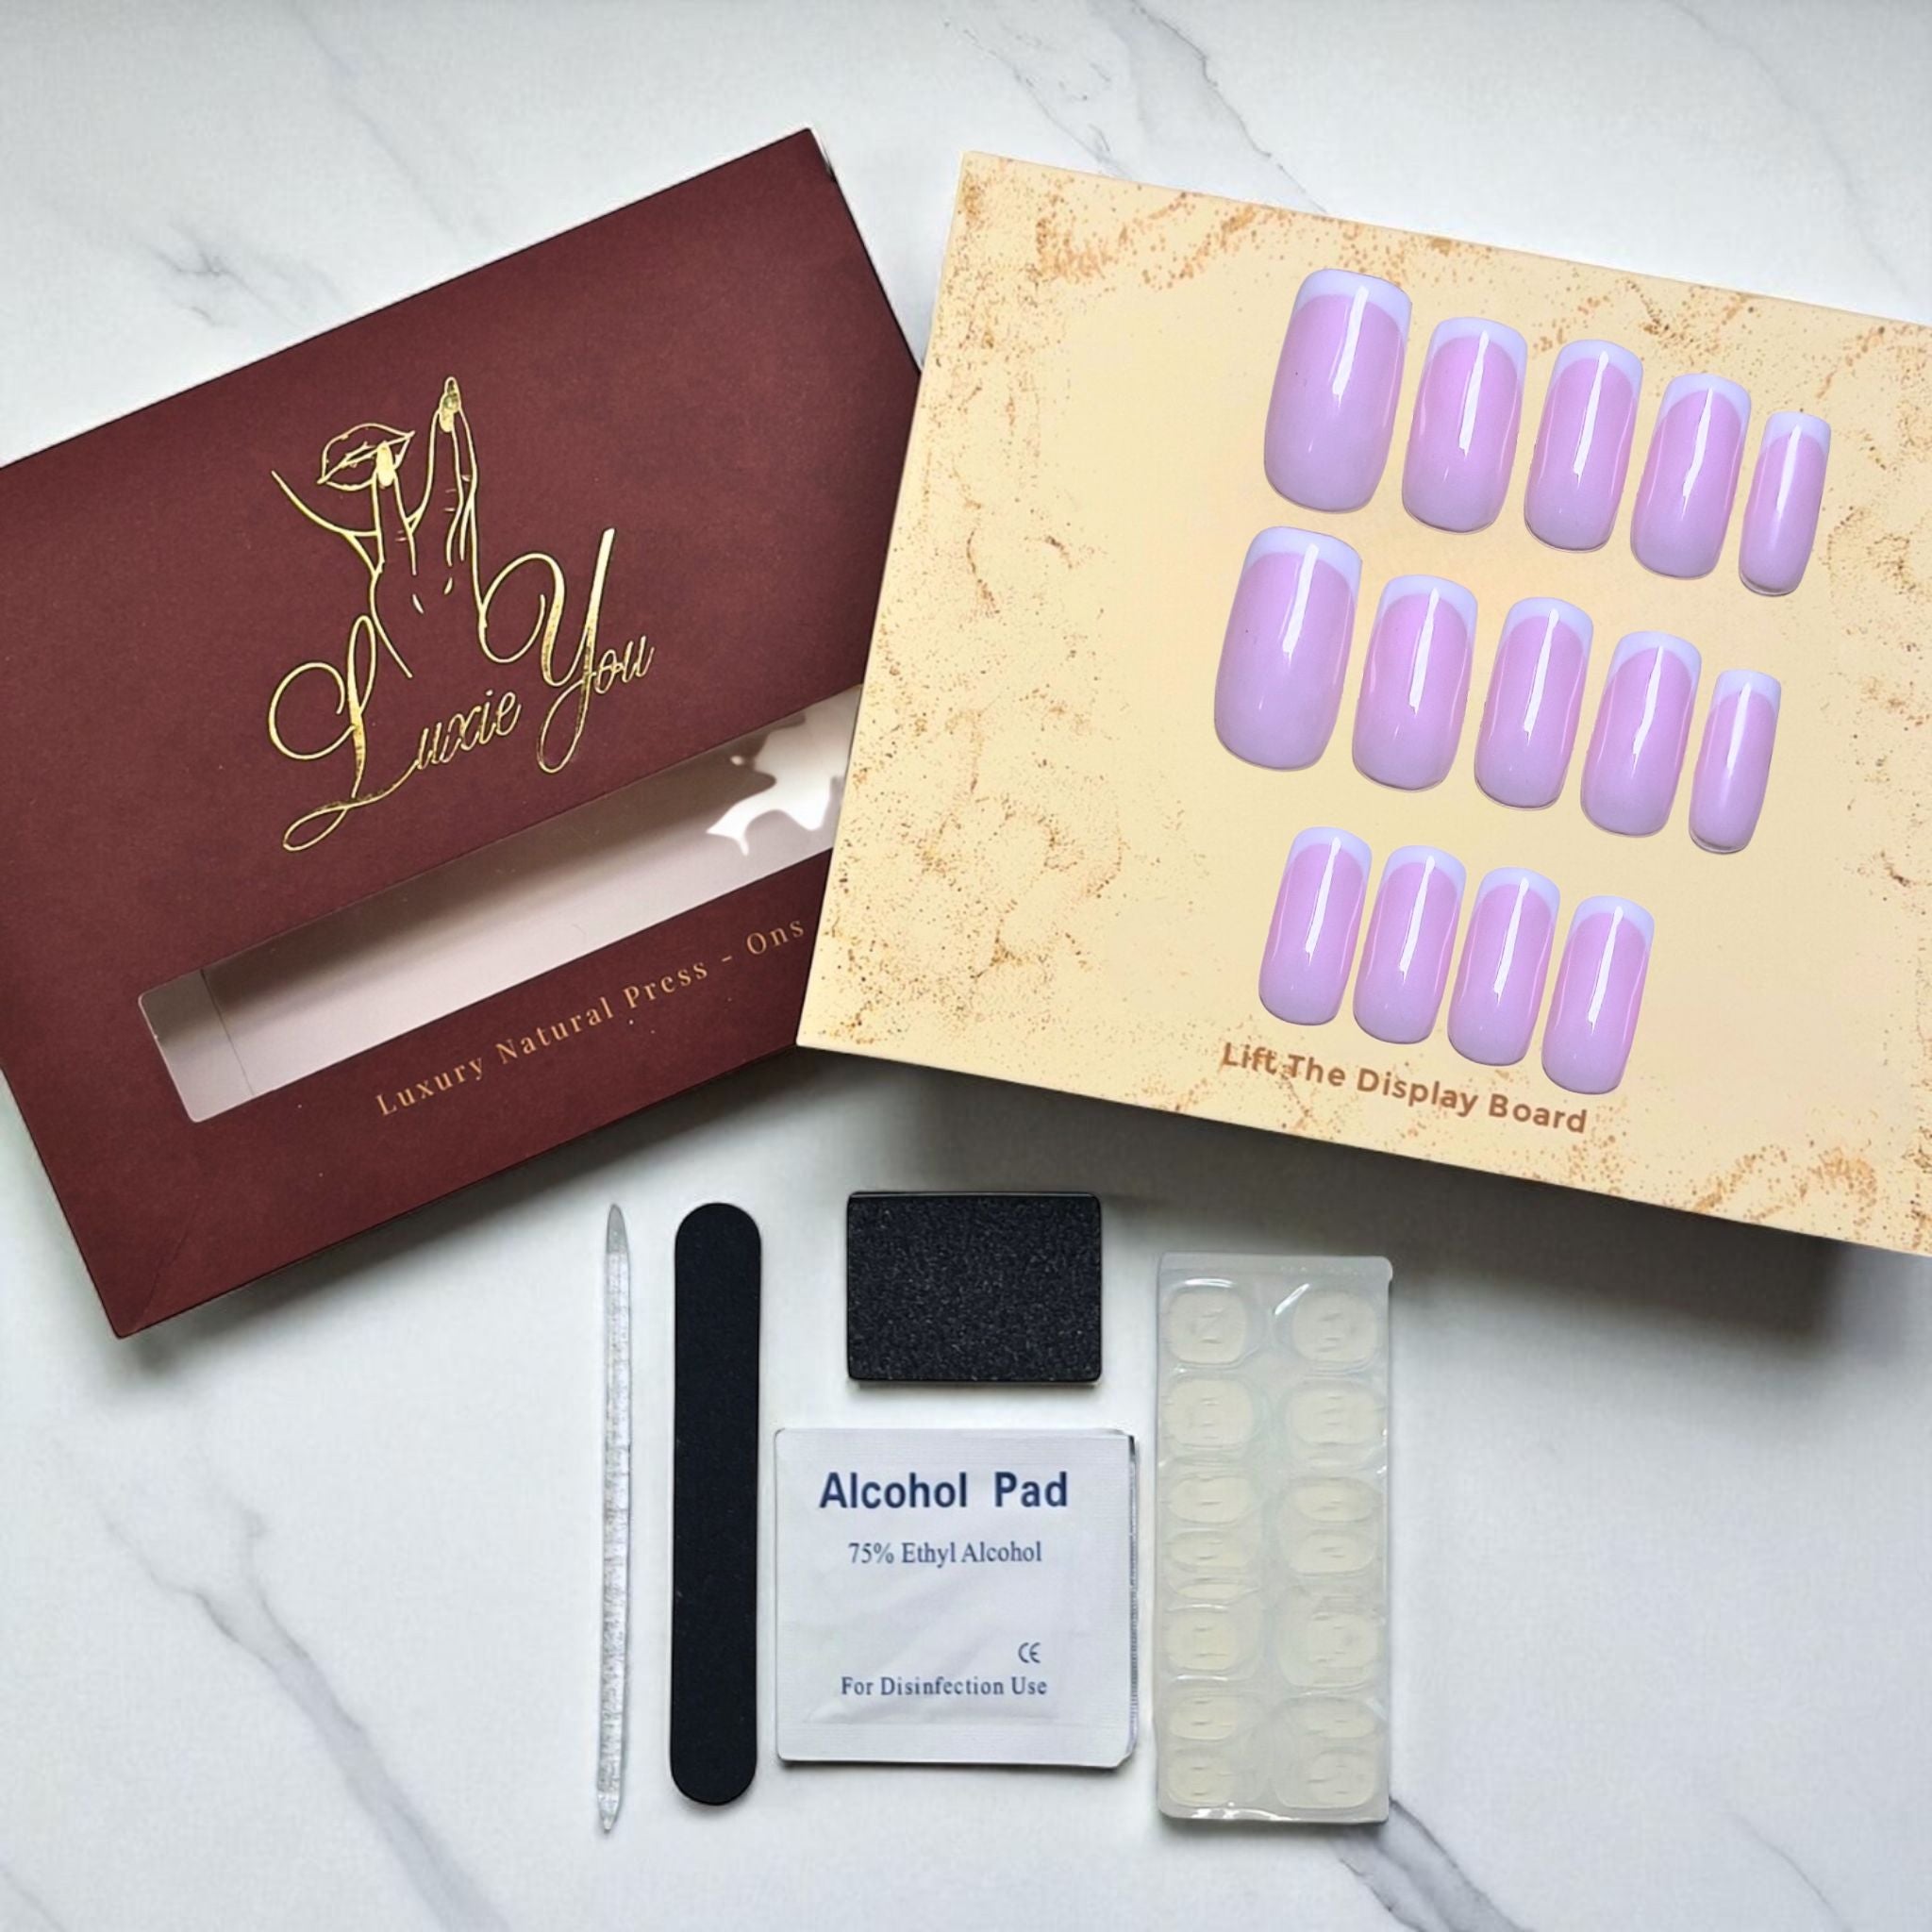 Luxie You
Luxury Natural Press - Ons
Lift The Display Board
Alcohol Pad
75% Ethyl Alcohol
CE
For Disinfection Use